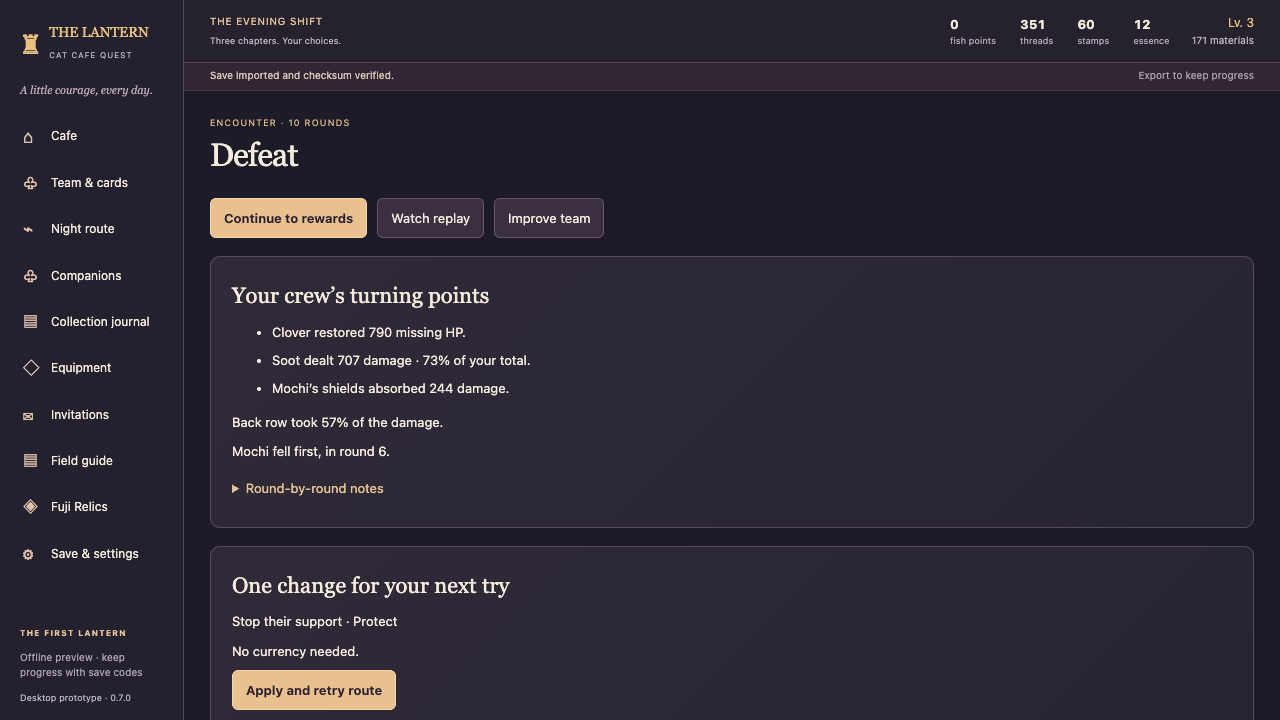 THE LANTERN
CAT CAFE QUEST
A little courage, every day.
Cafe
Team & cards
Night route
Companions
Collection journal
Equipment
Invitations
Field guide
Fuji Relics
Save & settings
THE FIRST LANTERN
Offline preview · keep
progress with save codes
Desktop prototype · 0.7.0
THE EVENING SHIFT
Three chapters. Your choices.
0
fish points
351
threads
60
stamps
12
essence
Lv. 3
171 materials
Save imported and checksum verified.
Export to keep progress
ENCOUNTER · 10 ROUNDS
Defeat
Continue to rewards
Watch replay
Improve team
Your crew’s turning points
• Clover restored 790 missing HP.
• Soot dealt 707 damage · 73% of your total.
• Mochi’s shields absorbed 244 damage.
Back row took 57% of the damage.
Mochi fell first, in round 6.
Round-by-round notes
One change for your next try
Stop their support · Protect
No currency needed.
Apply and retry route